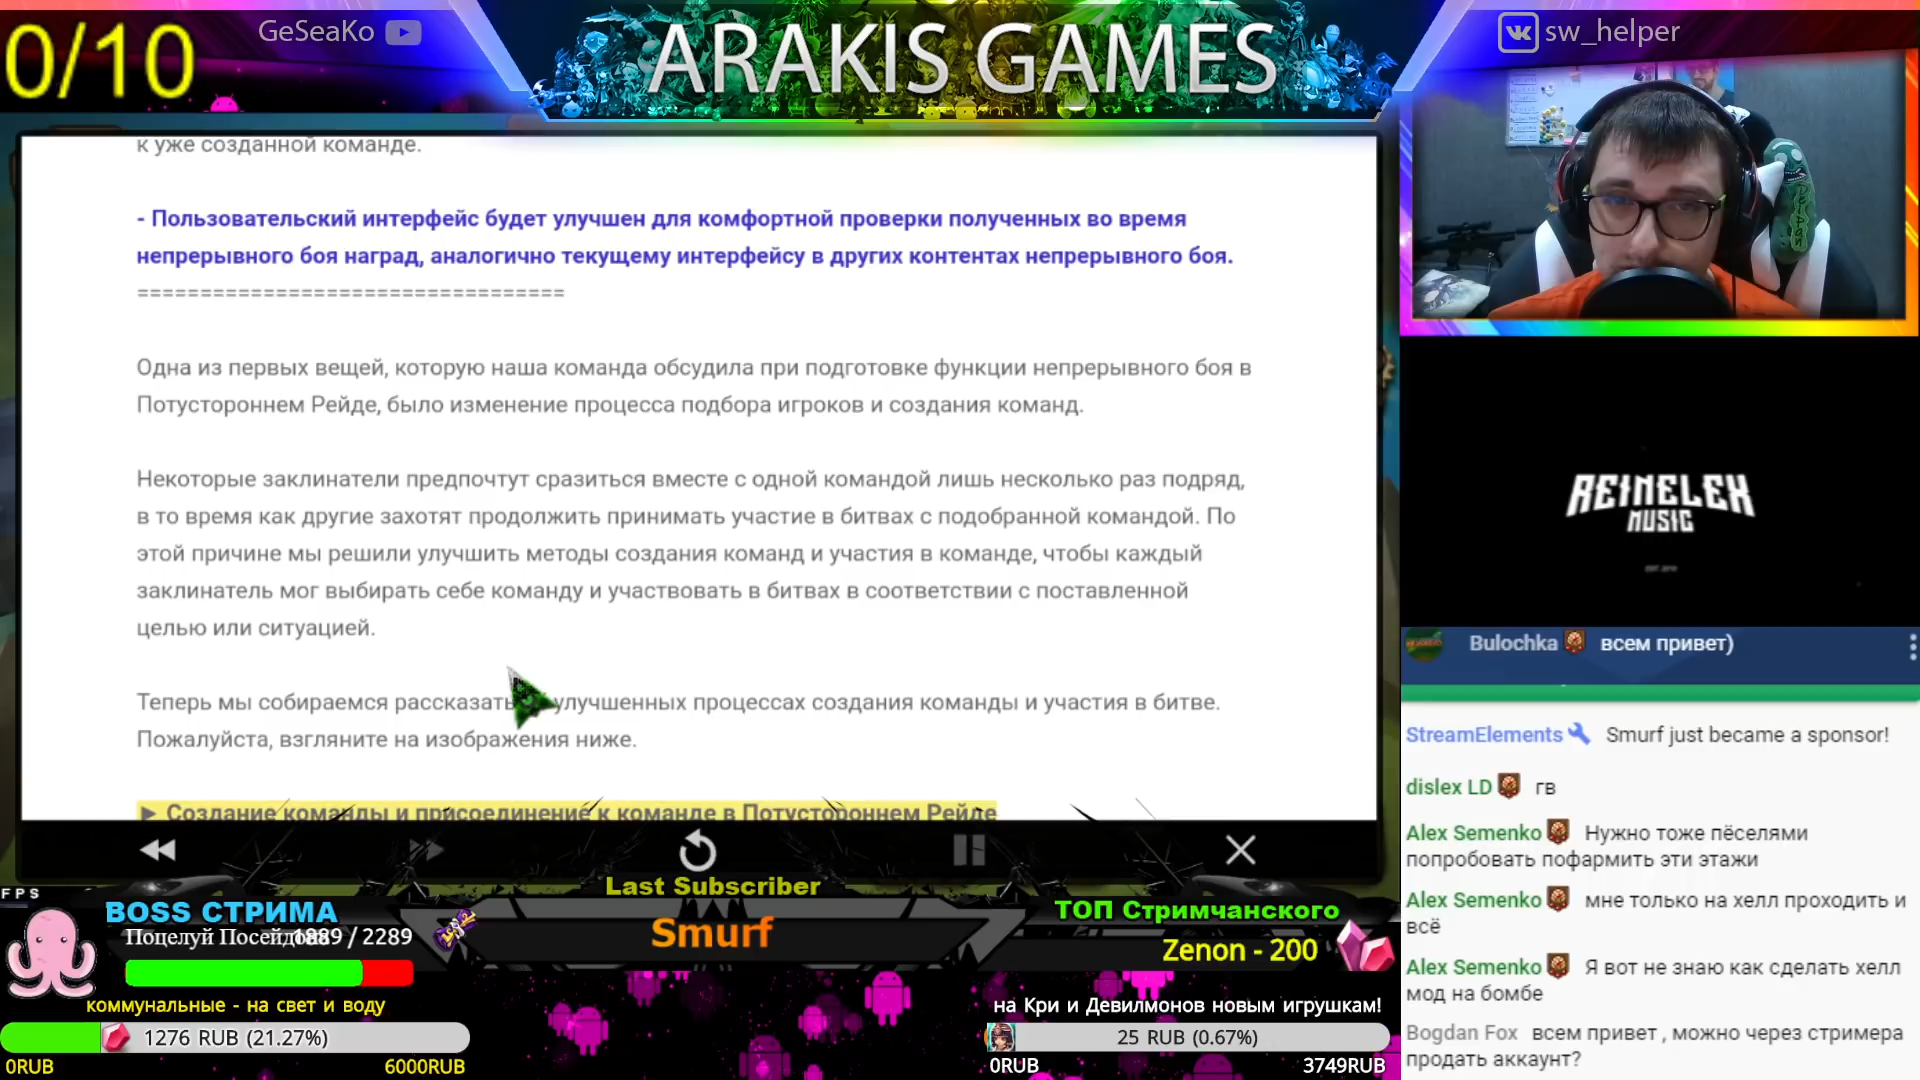 0/10
GeSeaKo
ARAKIS GAMES
sw_helper
к уже созданной команде.
- Пользовательский интерфейс будет улучшен для комфортной проверки полученных во время
непрерывного боя наград, аналогично текущему интерфейсу в других контентах непрерывного боя.
==================================
Одна из первых вещей, которую наша команда обсудила при подготовке функции непрерывного боя в
Потустороннем Рейде, было изменение процесса подбора игроков и создания команд.
Некоторые заклинатели предпочтут сразиться вместе с одной командой лишь несколько раз подряд,
в то время как другие захотят продолжить принимать участие в битвах с подобранной командой. По
этой причине мы решили улучшить методы создания команд и участия в команде, чтобы каждый
заклинатель мог выбирать себе команду и участвовать в битвах в соответствии с поставленной
целью или ситуацией.
Теперь мы собираемся рассказать улучшенных процессах создания команды и участия в битве.
Пожалуйста, взгляните на изображения ниже.
► Создание команды и присоединение к команде в Потустороннем Рейде
REINELEX
MUSIC
Bulochka всем привет)
StreamElements Smurf just became a sponsor!
dislex LD гв
Alex Semenko Нужно тоже пёселями
попробовать пофармить эти этажи
Alex Semenko мне только на хелл проходить и
всё
Alex Semenko Я вот не знаю как сделать хелл
мод на бомбе
Bogdan Fox всем привет , можно через стримера
продать аккаунт?
FPS
BOSS СТРИМА
Поцелуй 1889 / 2289
коммунальные - на свет и воду
1276 RUB (21.27%)
0RUB
6000RUB
Last Subscriber
Smurf
ТОП Стримчанского
Zenon - 200
на Кри и Девилмонов новым игрушкам!
25 RUB (0.67%)
0RUB
3749RUB